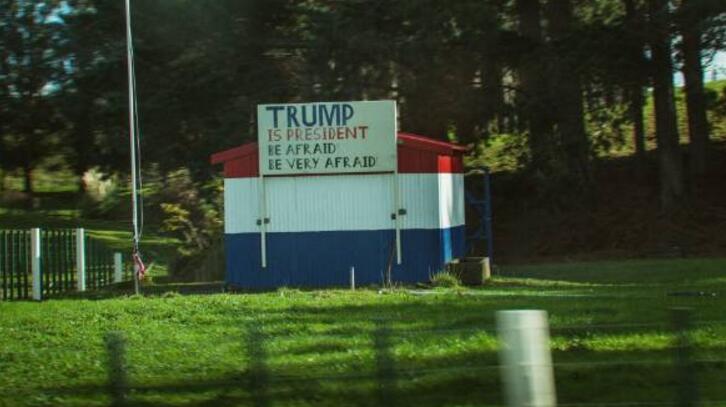 TRUMP
IS PRESIDENT
BE AFRAID
BE VERY AFRAID